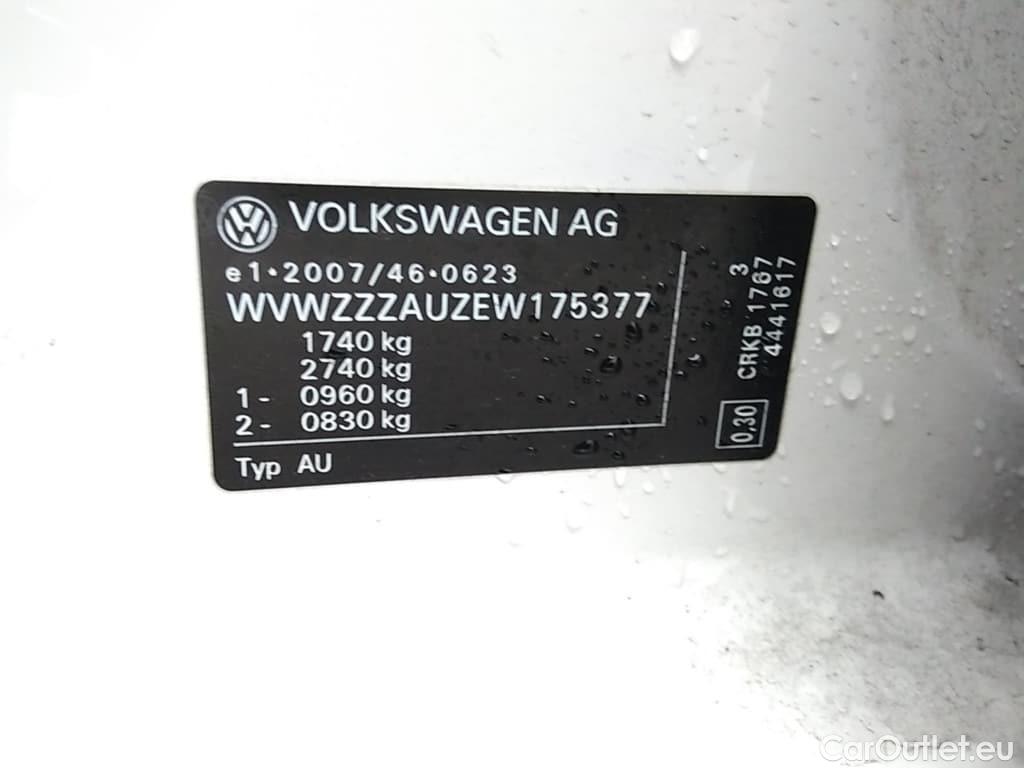 VOLKSWAGEN AG
e1•2007/46•0623
WVWZZZAUZEW175377
1740 kg
2740 kg
1- 0960 kg
2- 0830 kg
Typ AU
3
CRKB 1767
4441617
0,30
CarOutlet.eu